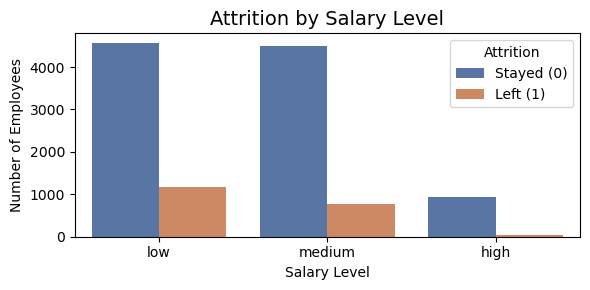 Attrition by Salary Level
Number of Employees
4000
3000
2000
1000
0
Attrition
Stayed (0)
Left (1)
low
medium
high
Salary Level